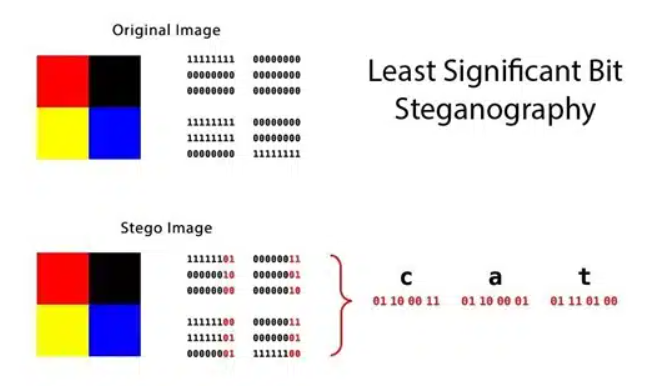 Original Image
11111111 00000000
00000000 00000000
00000000 00000000
11111111 00000000
11111111 00000000
00000000 11111111
Least Significant Bit
Steganography
Stego Image
11111101 00000011
00000010 00000001
00000000 00000010
11111100 00000011
11111101 00000001
00000001 11111100
c a t
01 10 00 11 01 10 00 01 01 11 01 00